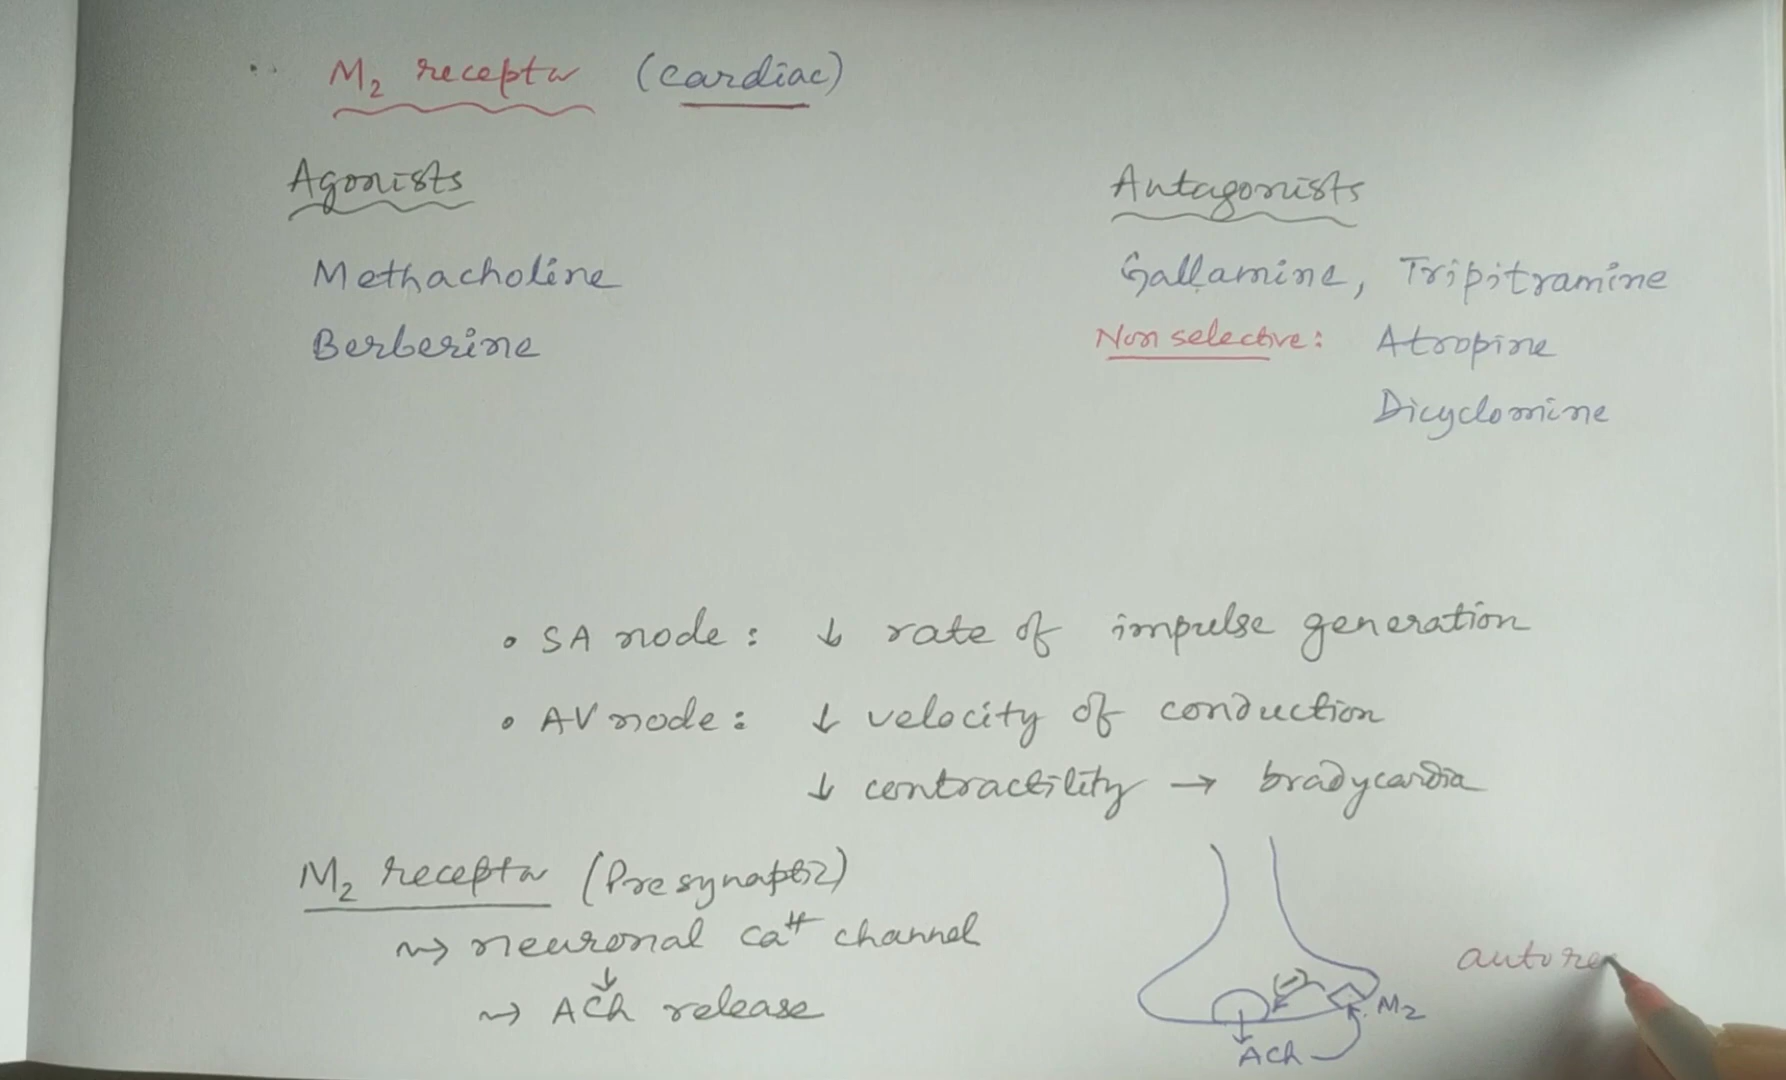 M2 receptor (cardiac)
Agonists
Antagonists
Methacholine
Gallamine, Tripitramine
Berberine
Non selective: Atropine
Dicyclomine
• SA node: ↓ rate of impulse generation
• AV node: ↓ velocity of conduction
↓ contractility → bradycardia
M2 receptor (Presynaptic)
⇝ neuronal Ca++ channel
↓
⇝ ACh release
(-)
M2
ACh
autore